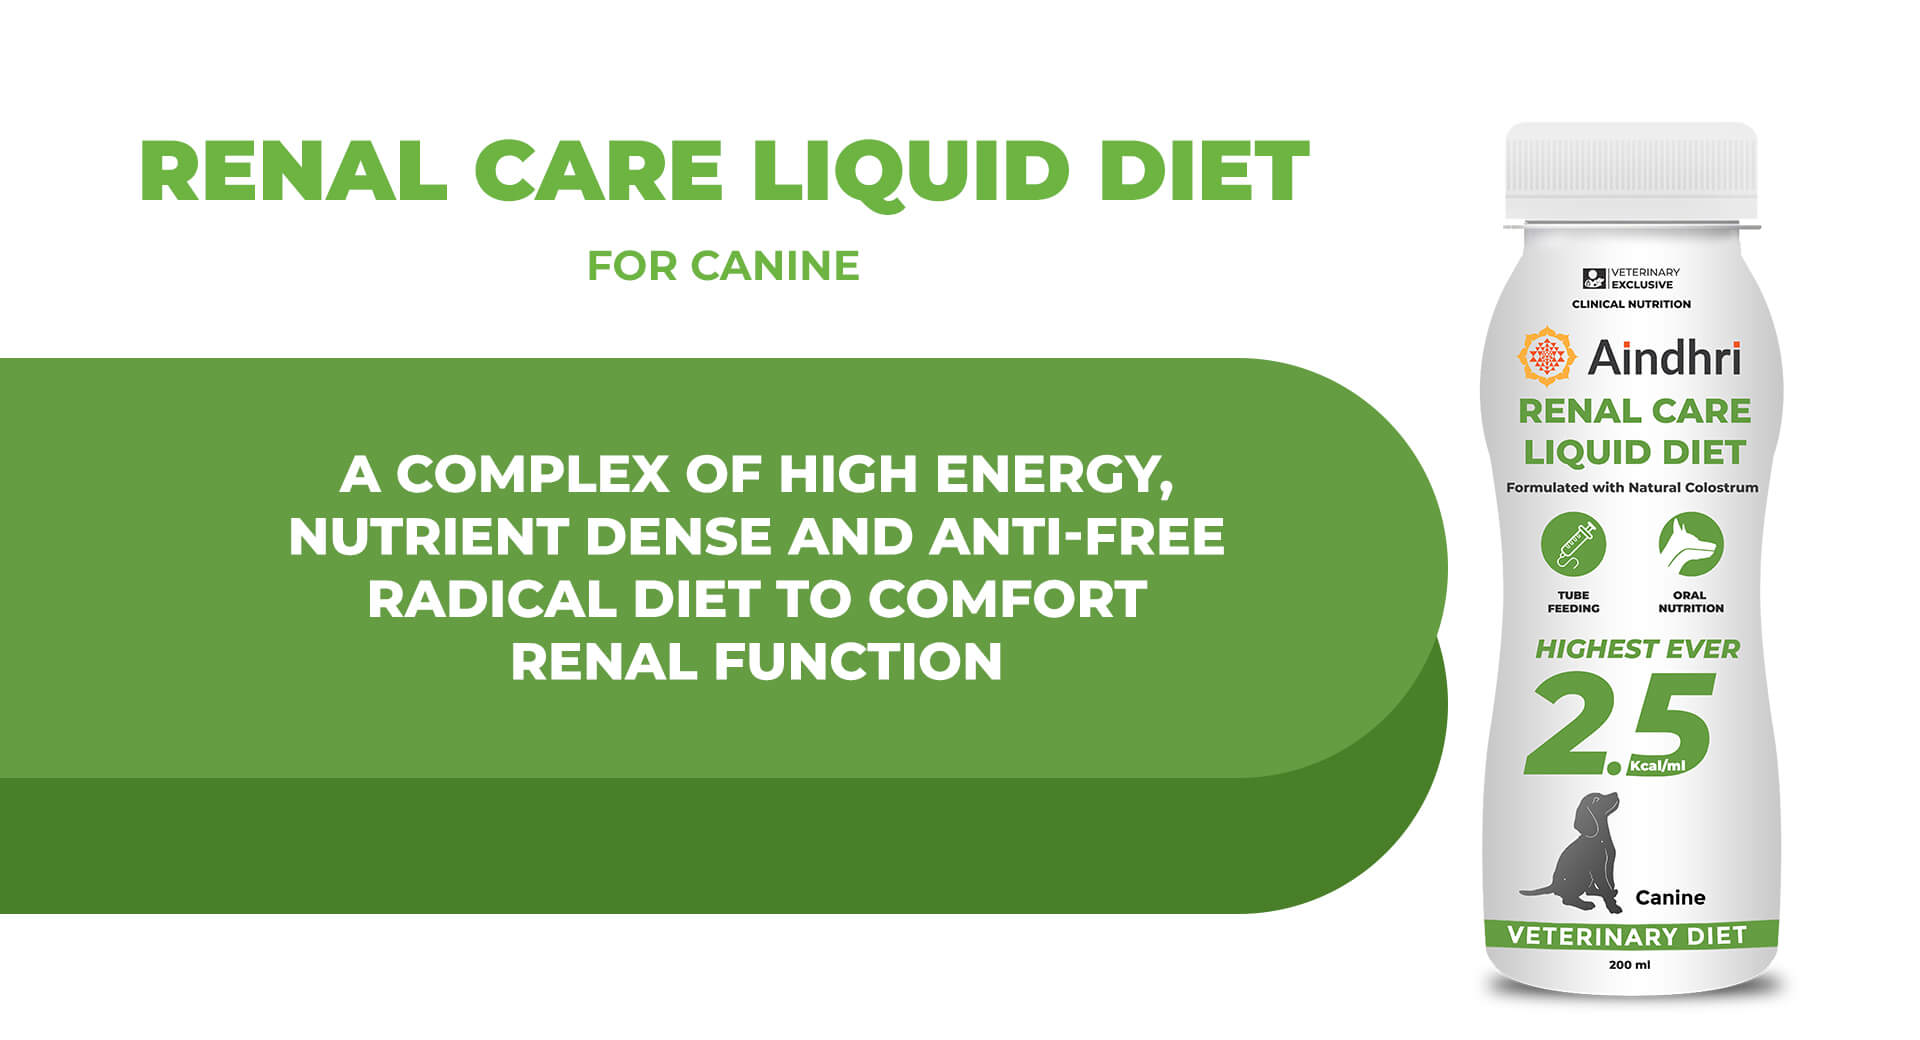 RENAL CARE LIQUID DIET
FOR CANINE
A COMPLEX OF HIGH ENERGY,
NUTRIENT DENSE AND ANTI-FREE
RADICAL DIET TO COMFORT
RENAL FUNCTION
VETERINARY
EXCLUSIVE
CLINICAL NUTRITION
Aindhri
RENAL CARE
LIQUID DIET
Formulated with Natural Colostrum
TUBE
FEEDING
ORAL
NUTRITION
HIGHEST EVER
2.5
Kcal/ml
Canine
VETERINARY DIET
200 ml